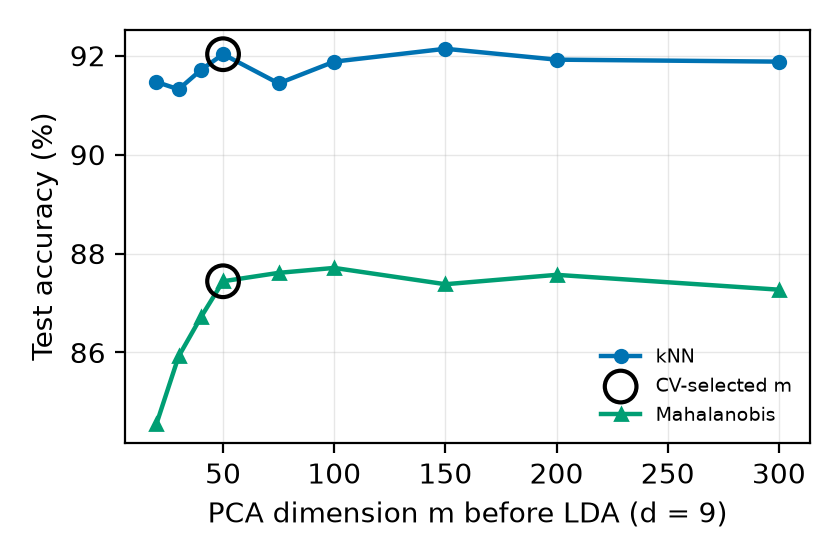 92
90
88
86
Test accuracy (%)
kNN
CV-selected m
Mahalanobis
50 100 150 200 250 300
PCA dimension m before LDA (d = 9)